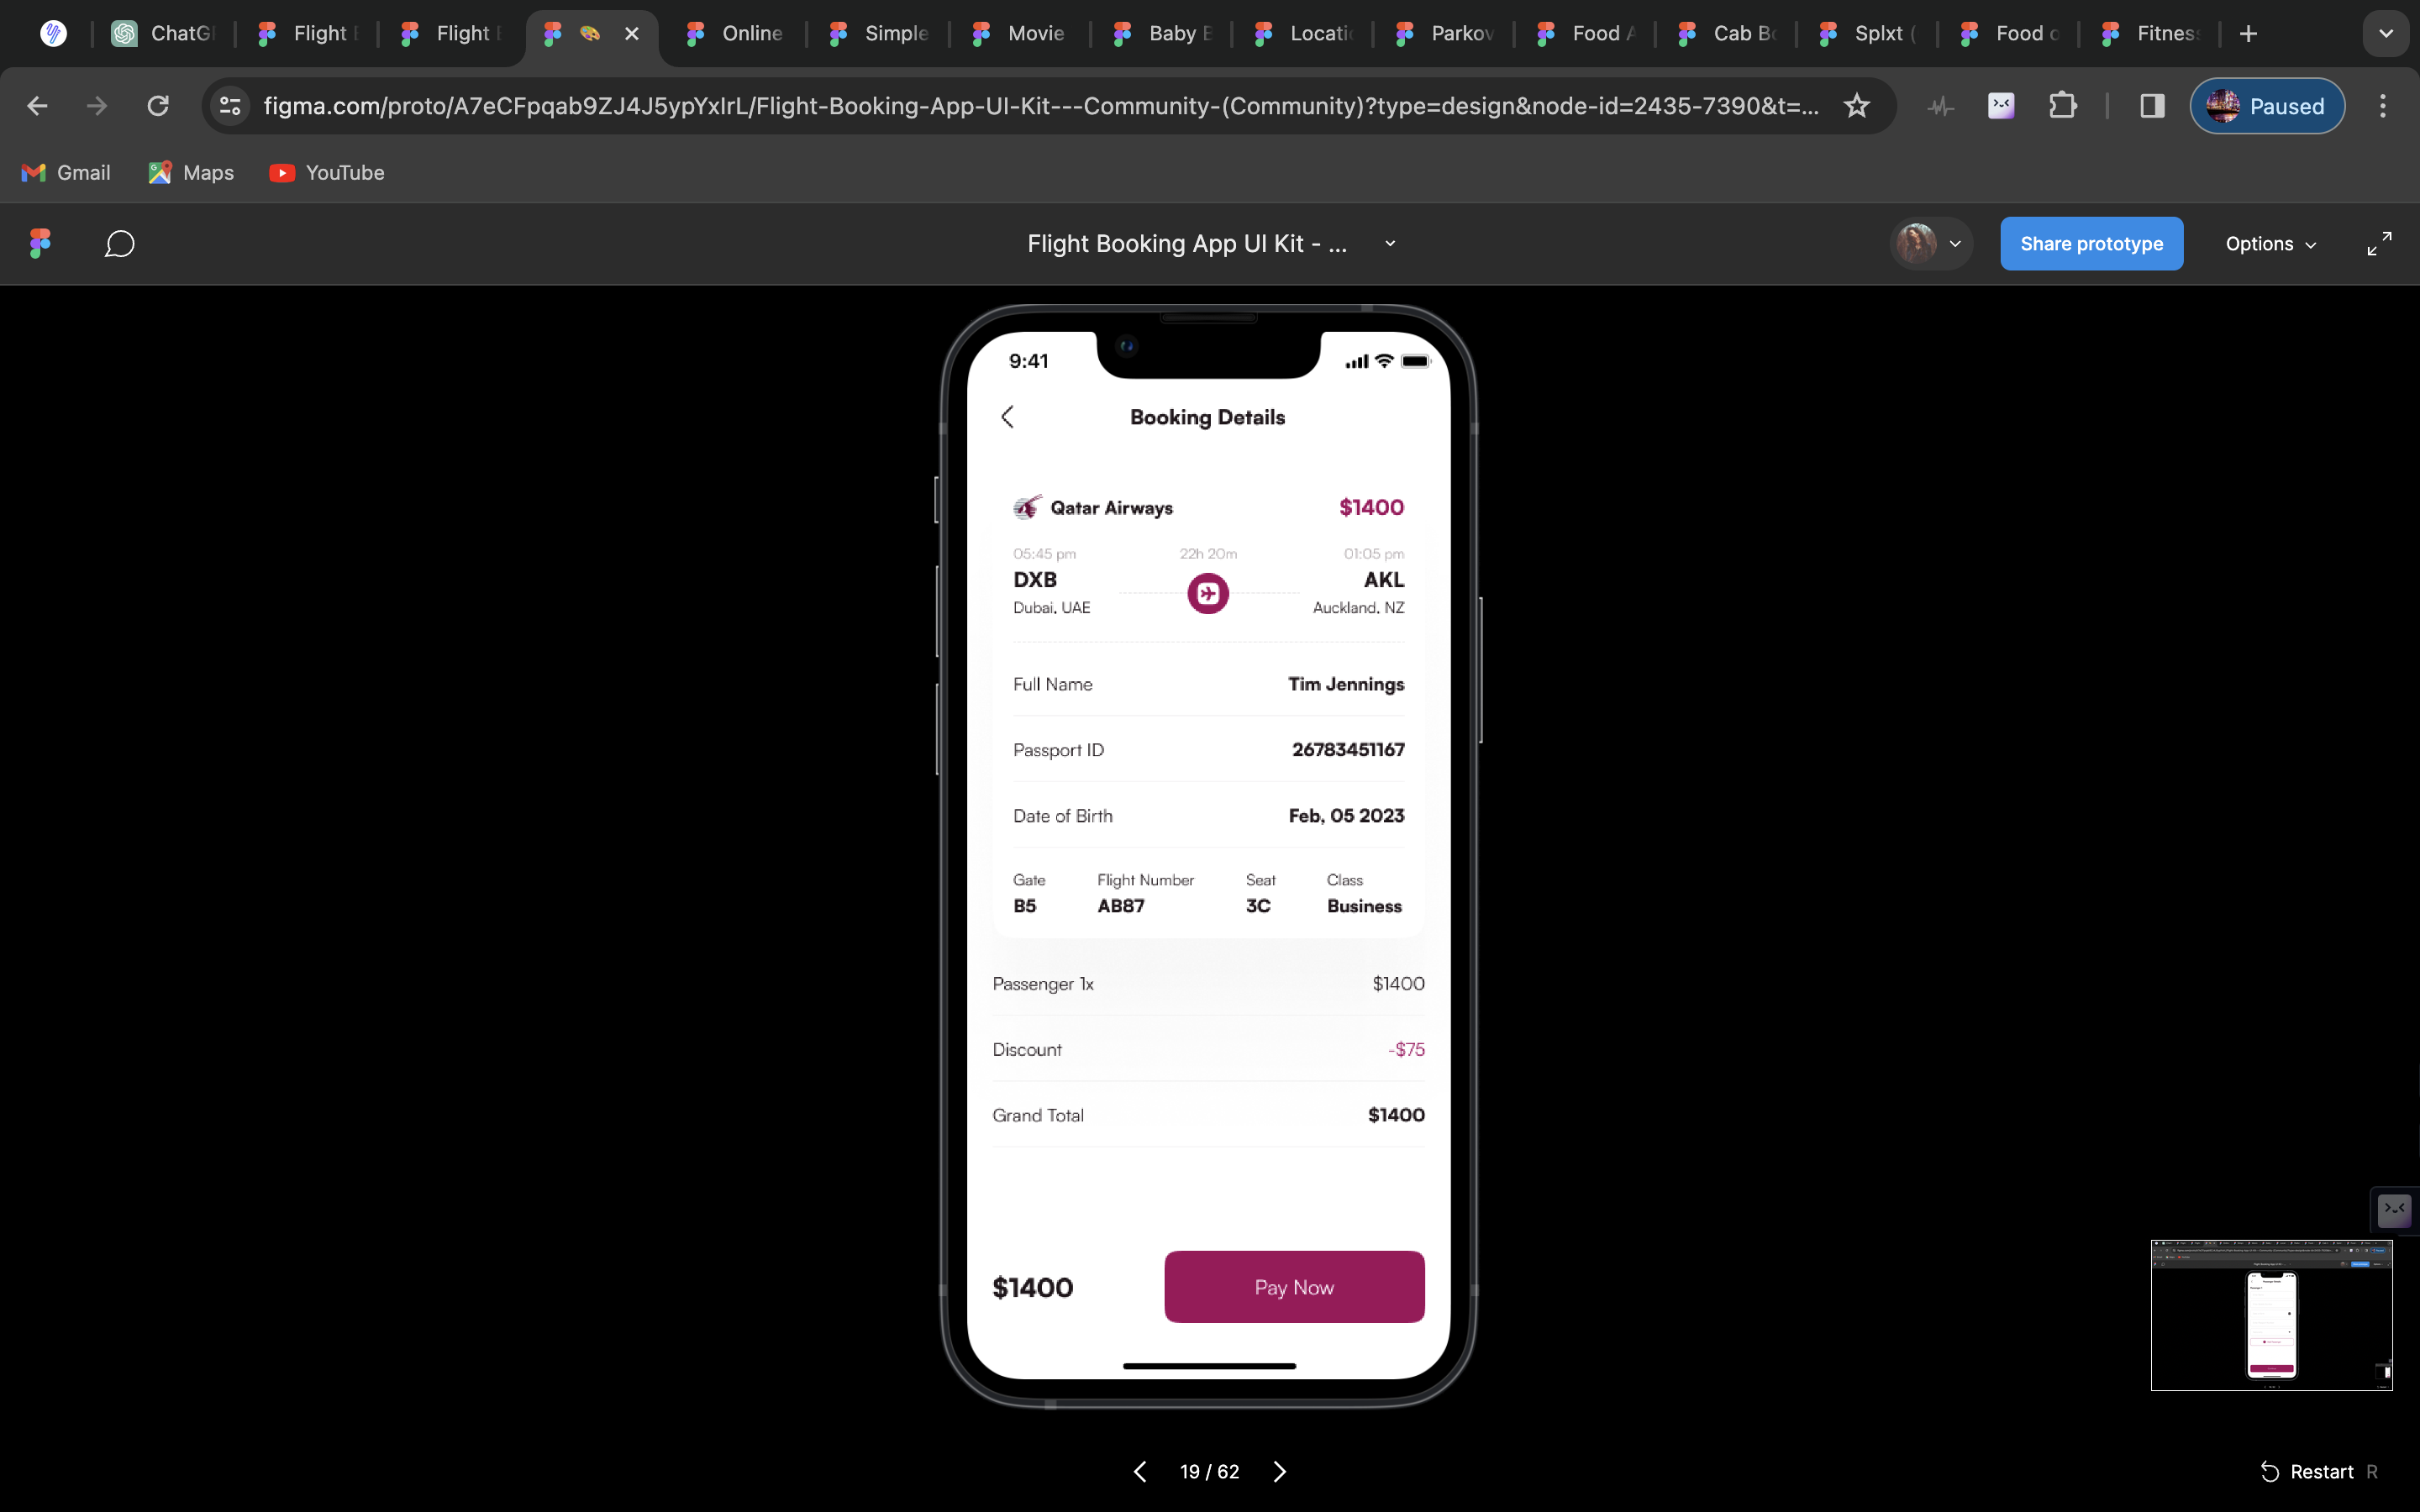 ChatG
Flight
Flight
Online
Simple
Movie
Baby
Locati
Parkov
Food
Cab Bo
Splxt (
Food o
Fitness
figma.com/proto/A7eCFpqab9ZJ4J5ypYxIrL/Flight-Booking-App-UI-Kit---Community-(Community)?type=design&node-id=2435-7390&t=...
Paused
Gmail
Maps
YouTube
Flight Booking App UI Kit - ...
Share prototype
Options
9:41
Booking Details
Qatar Airways
$1400
05:45 pm
22h 20m
01:05 pm
DXB
AKL
Dubai, UAE
Auckland, NZ
Full Name
Tim Jennings
Passport ID
26783451167
Date of Birth
Feb, 05 2023
Gate
Flight Number
Seat
Class
B5
AB87
3C
Business
Passenger 1x
$1400
Discount
-$75
Grand Total
$1400
$1400
Pay Now
19 / 62
Restart R